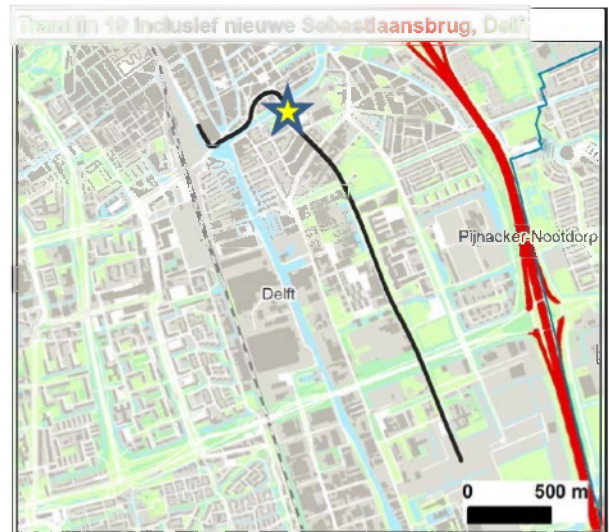 Tramlijn 19 inclusief nieuwe Sebastiaansbrug, Delft
Pijnacker-Nootdorp
Delft
0 500 m